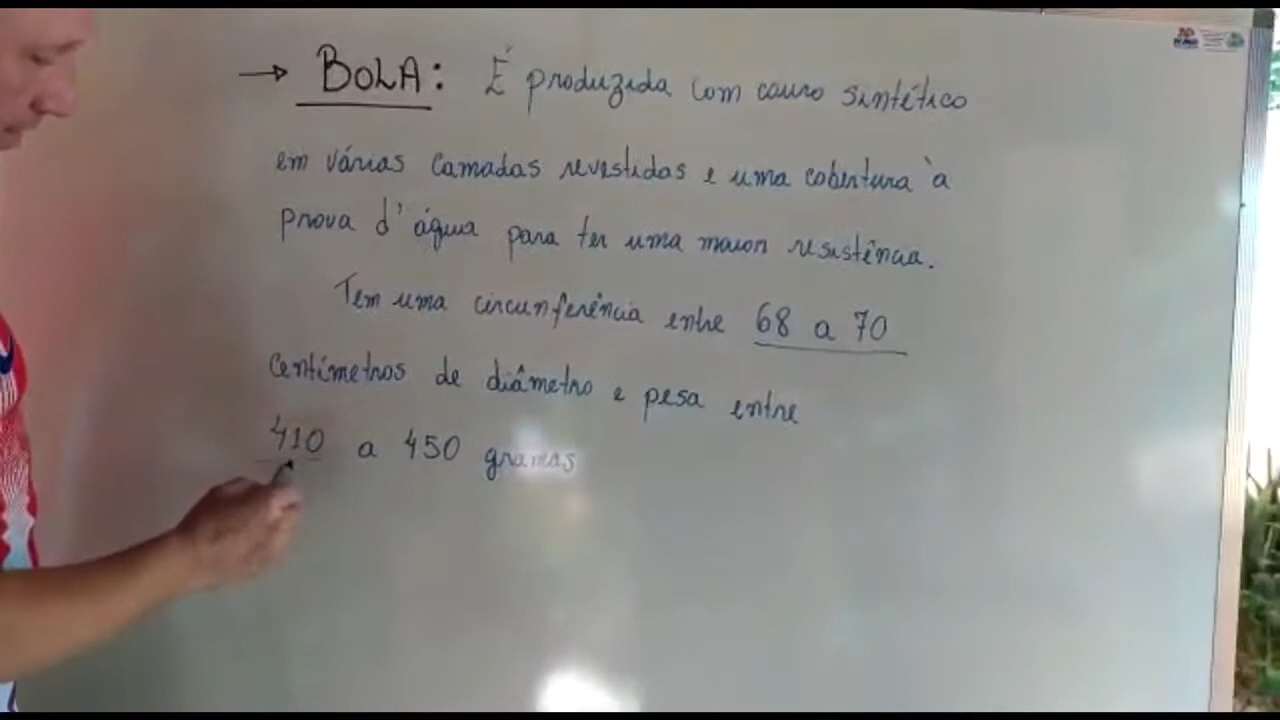 → BOLA: É produzida com couro sintético
em várias camadas revestidas e uma cobertura à
prova d'água para ter uma maior resistência.
Tem uma circunferência entre 68 a 70
centímetros de diâmetro e pesa entre
410 a 450 gramas